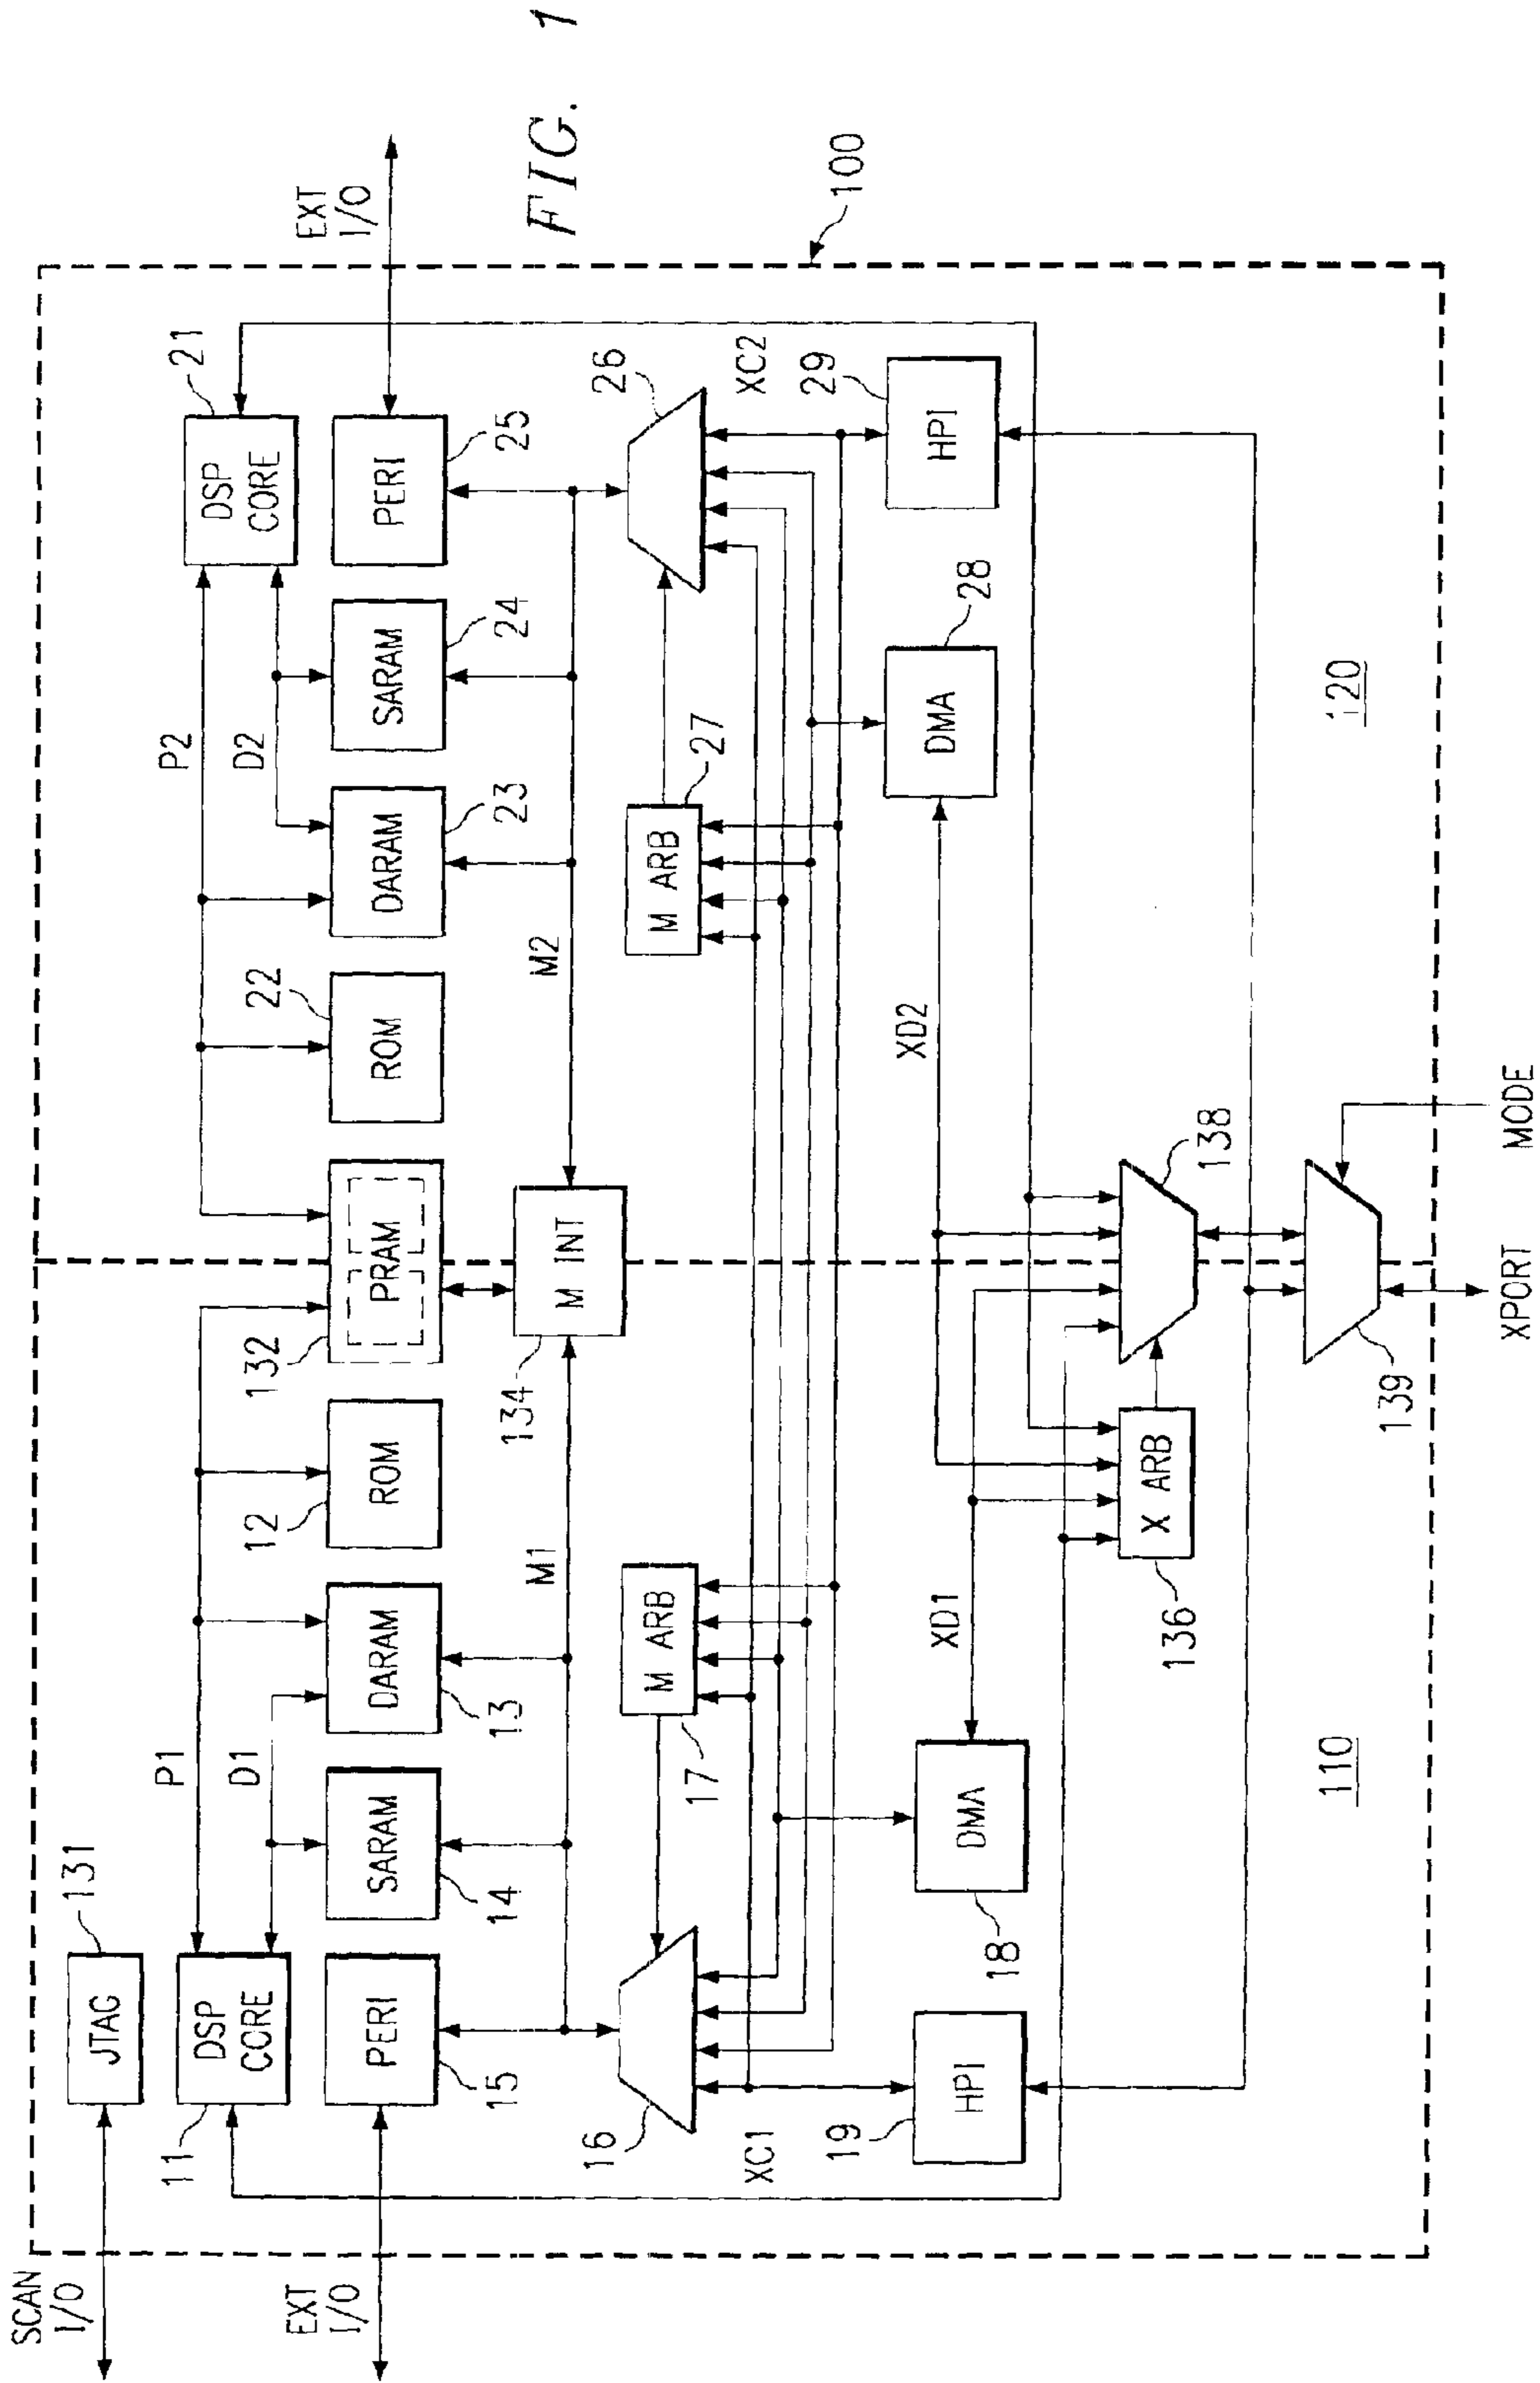 SCAN
I/O
JTAG
131
EXT
I/O
11
DSP
CORE
P1
D1
132
P2
D2
DSP
CORE
21
EXT
I/O
PERI
15
SARAM
14
DARAM
13
ROM
12
PRAM
ROM
22
DARAM
23
SARAM
24
PERI
25
M1
134
M INT
M2
16
M ARB
17
M ARB
27
26
XC1
XC2
19
HPI
18
DMA
XD1
XD2
DMA
28
29
HPI
100
136
X ARB
138
110
120
139
XPORT
MODE
FIG. 1